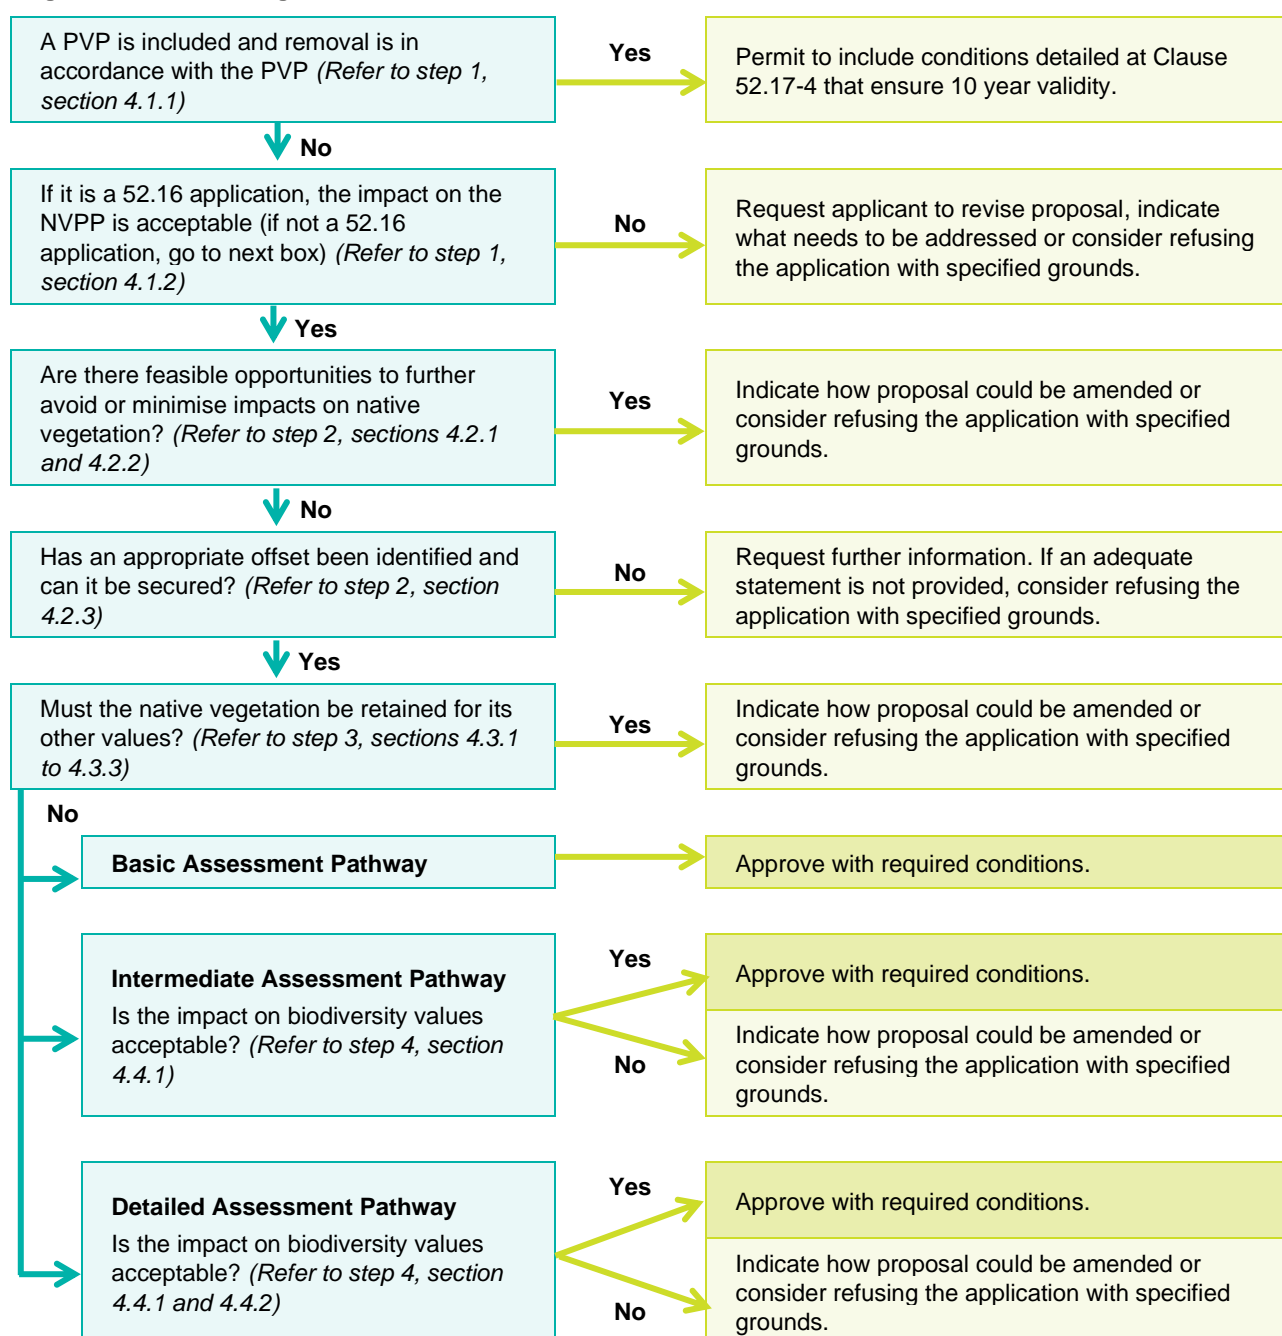 A PVP is included and removal is in
accordance with the PVP (Refer to step 1,
section 4.1.1)
Yes
Permit to include conditions detailed at Clause
52.17-4 that ensure 10 year validity.
No
If it is a 52.16 application, the impact on the
NVPP is acceptable (if not a 52.16
application, go to next box) (Refer to step 1,
section 4.1.2)
No
Request applicant to revise proposal, indicate
what needs to be addressed or consider refusing
the application with specified grounds.
Yes
Are there feasible opportunities to further
avoid or minimise impacts on native
vegetation? (Refer to step 2, sections 4.2.1
and 4.2.2)
Yes
Indicate how proposal could be amended or
consider refusing the application with specified
grounds.
No
Has an appropriate offset been identified and
can it be secured? (Refer to step 2, section
4.2.3)
No
Request further information. If an adequate
statement is not provided, consider refusing the
application with specified grounds.
Yes
Must the native vegetation be retained for its
other values? (Refer to step 3, sections 4.3.1
to 4.3.3)
Yes
Indicate how proposal could be amended or
consider refusing the application with specified
grounds.
No
Basic Assessment Pathway
Approve with required conditions.
Intermediate Assessment Pathway
Is the impact on biodiversity values
acceptable? (Refer to step 4, section
4.4.1)
Yes
Approve with required conditions.
No
Indicate how proposal could be amended or
consider refusing the application with specified
grounds.
Detailed Assessment Pathway
Is the impact on biodiversity values
acceptable? (Refer to step 4, section
4.4.1 and 4.4.2)
Yes
Approve with required conditions.
No
Indicate how proposal could be amended or
consider refusing the application with specified
grounds.